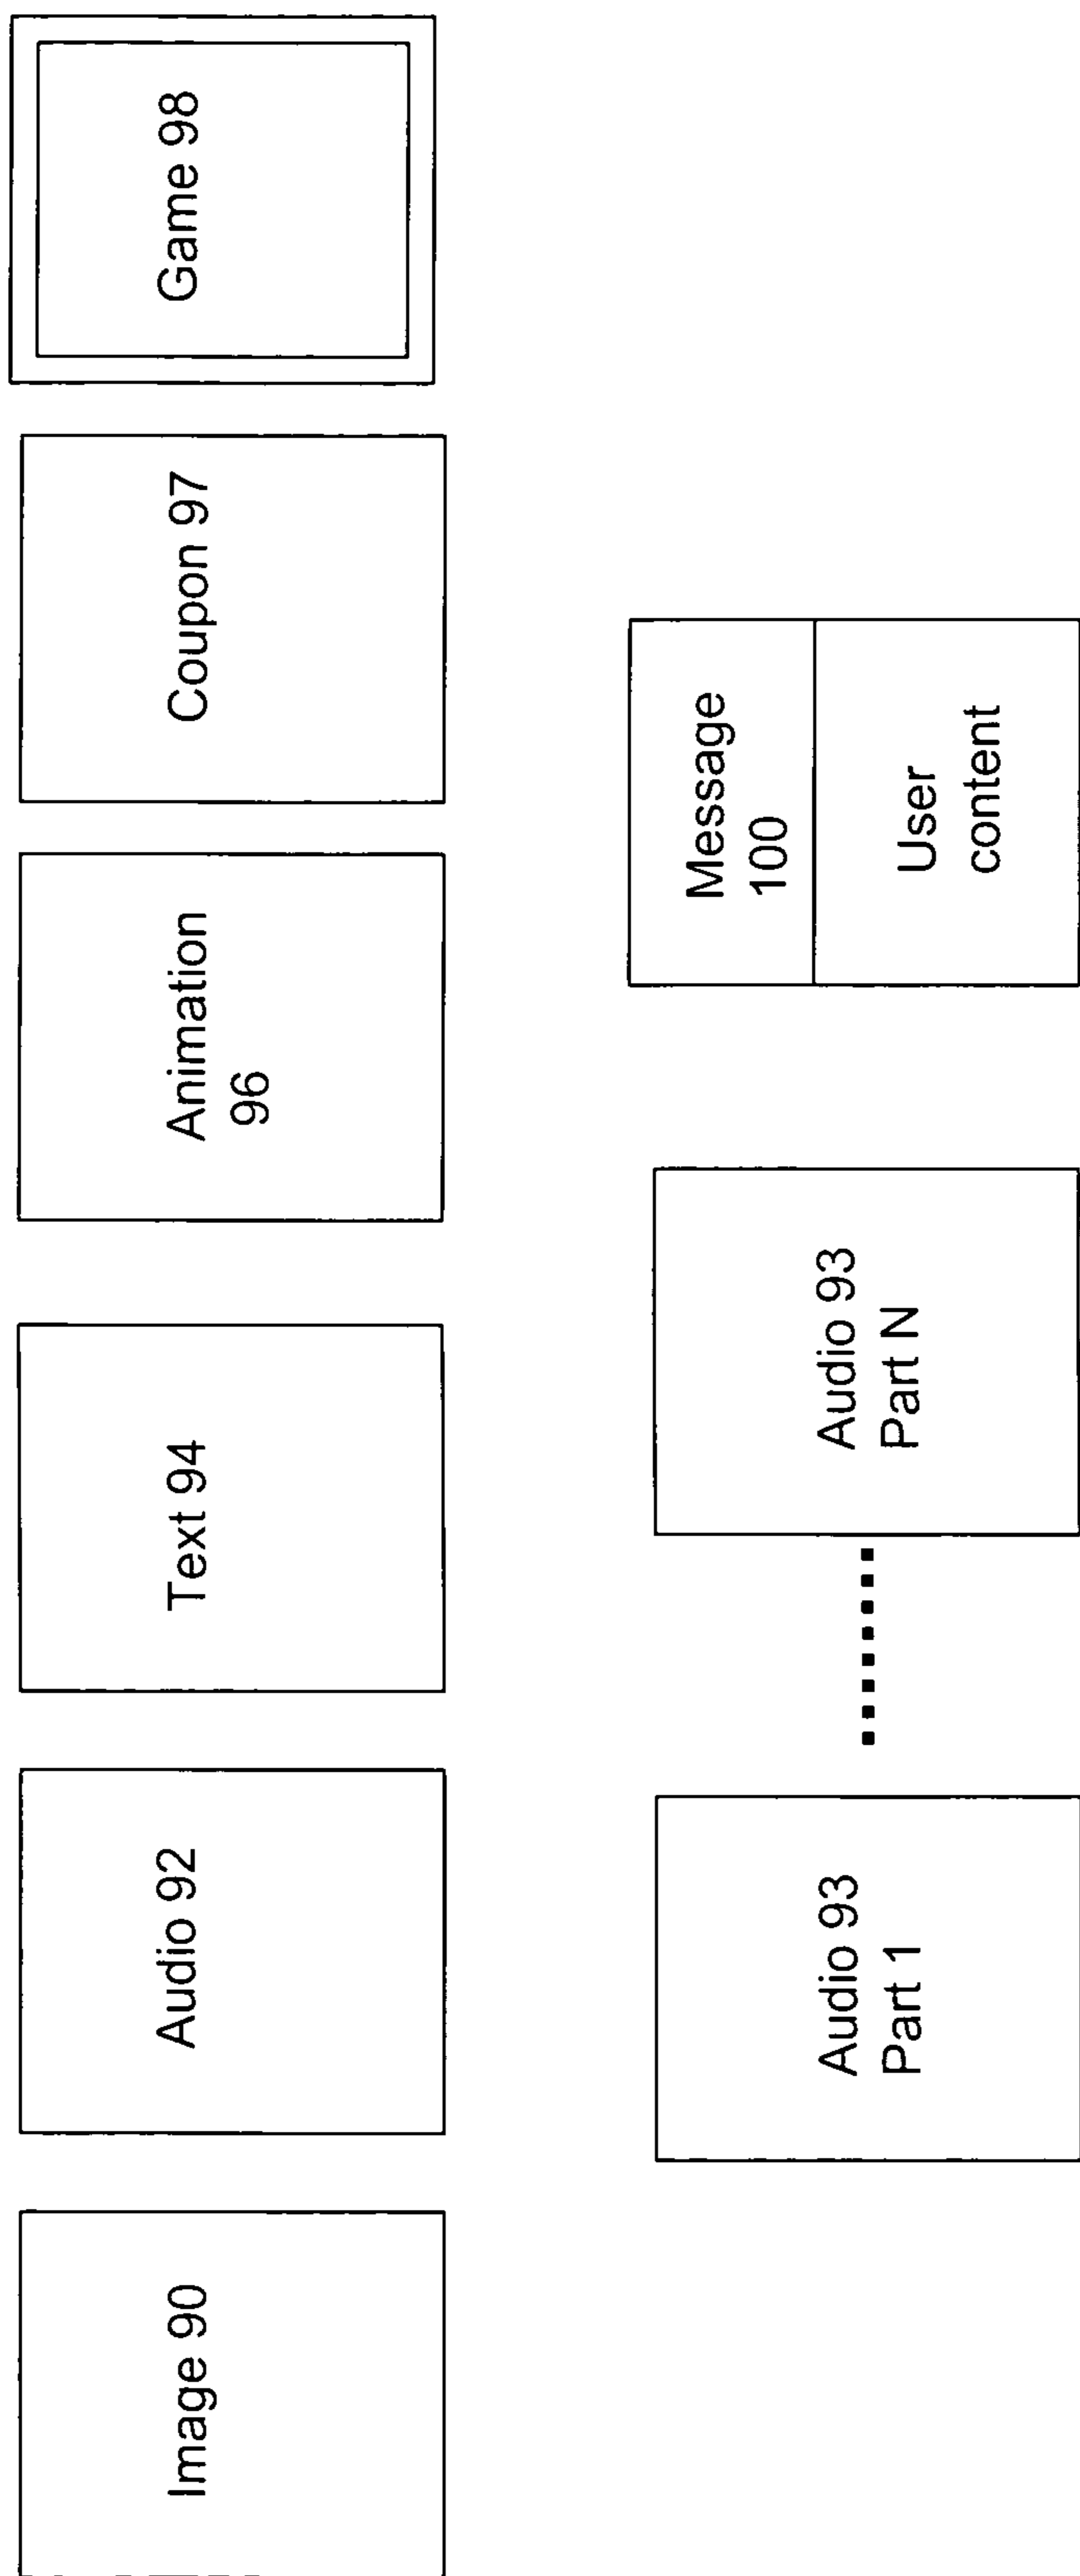 Image 90
Audio 92
Text 94
Animation
96
Coupon 97
Game 98
Audio 93
Part 1
Audio 93
Part N
Message
100
User
content